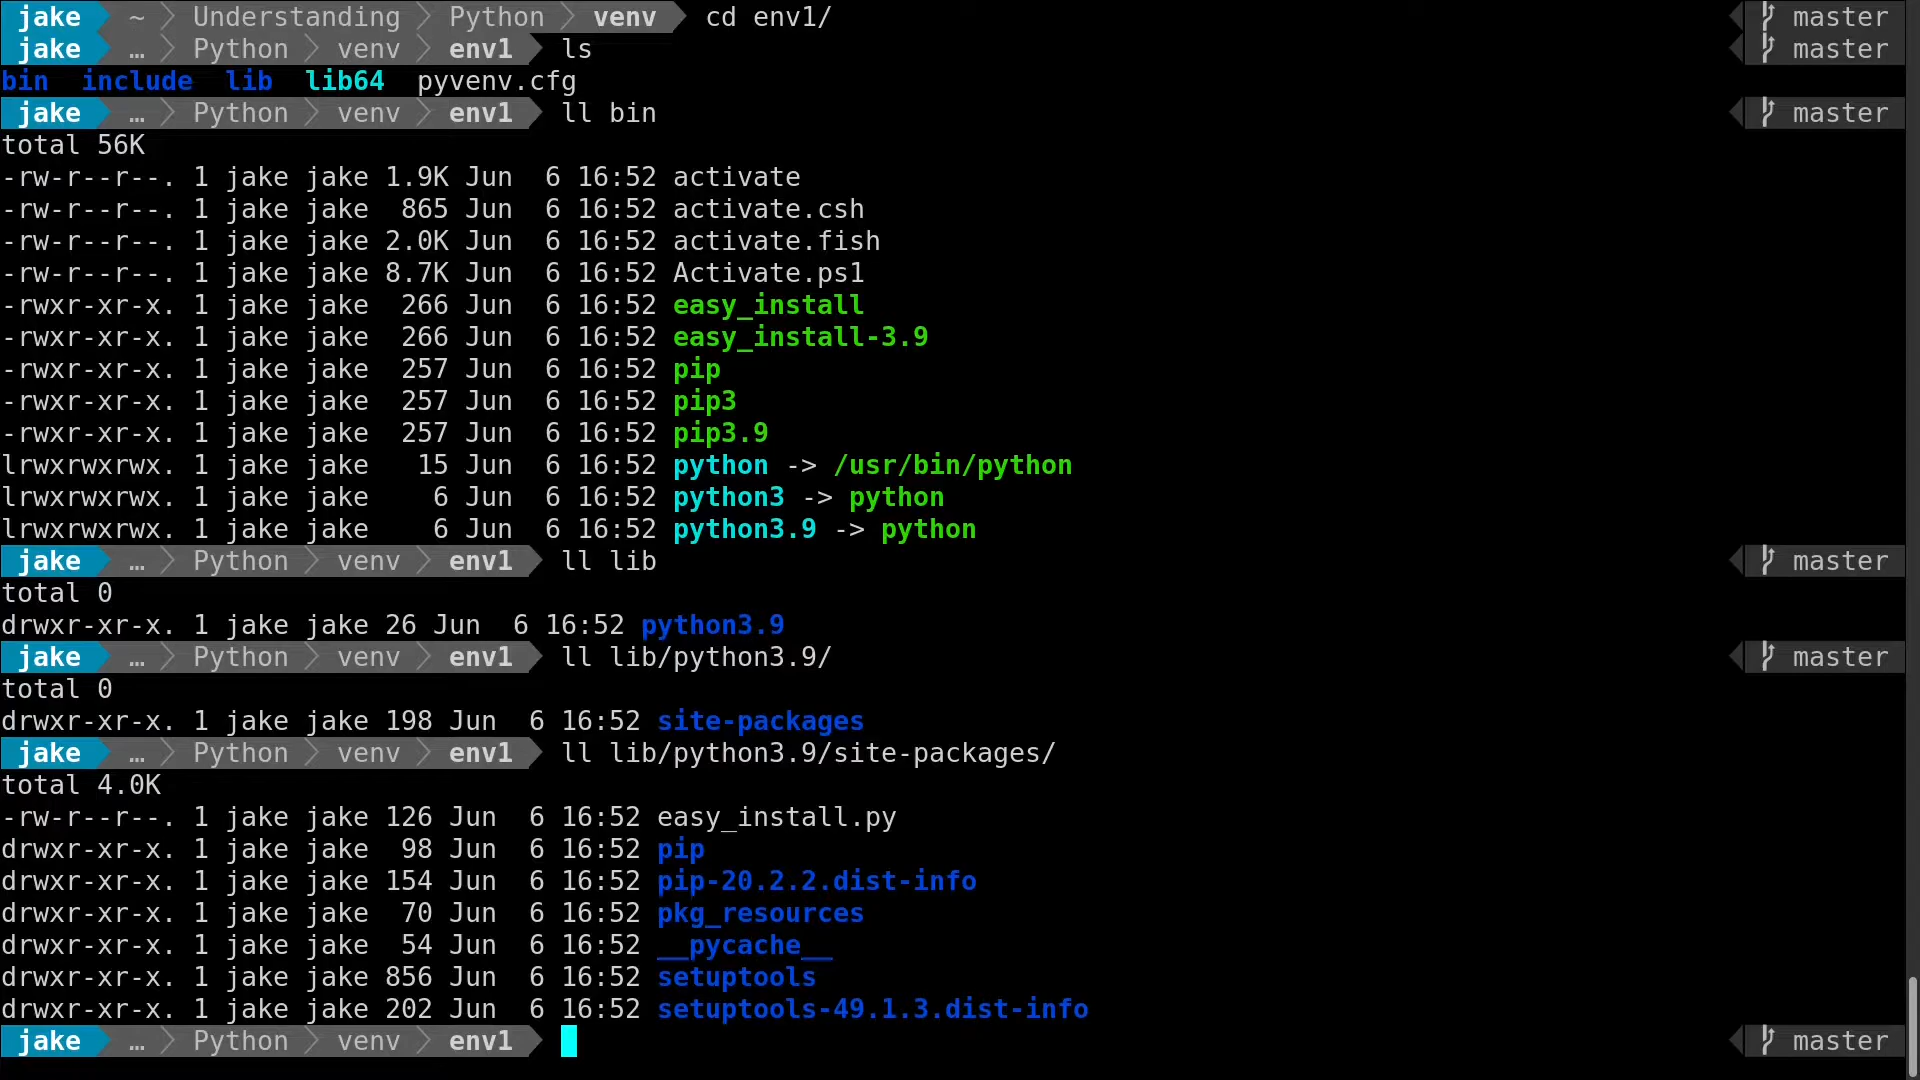 jake ~ Understanding Python venv cd env1/ master
jake … Python venv env1 ls master
bin include lib lib64 pyvenv.cfg
jake … Python venv env1 ll bin master
total 56K
-rw-r--r--. 1 jake jake 1.9K Jun  6 16:52 activate
-rw-r--r--. 1 jake jake  865 Jun  6 16:52 activate.csh
-rw-r--r--. 1 jake jake 2.0K Jun  6 16:52 activate.fish
-rw-r--r--. 1 jake jake 8.7K Jun  6 16:52 Activate.ps1
-rwxr-xr-x. 1 jake jake  266 Jun  6 16:52 easy_install
-rwxr-xr-x. 1 jake jake  266 Jun  6 16:52 easy_install-3.9
-rwxr-xr-x. 1 jake jake  257 Jun  6 16:52 pip
-rwxr-xr-x. 1 jake jake  257 Jun  6 16:52 pip3
-rwxr-xr-x. 1 jake jake  257 Jun  6 16:52 pip3.9
lrwxrwxrwx. 1 jake jake   15 Jun  6 16:52 python -> /usr/bin/python
lrwxrwxrwx. 1 jake jake    6 Jun  6 16:52 python3 -> python
lrwxrwxrwx. 1 jake jake    6 Jun  6 16:52 python3.9 -> python
jake … Python venv env1 ll lib master
total 0
drwxr-xr-x. 1 jake jake 26 Jun  6 16:52 python3.9
jake … Python venv env1 ll lib/python3.9/ master
total 0
drwxr-xr-x. 1 jake jake 198 Jun  6 16:52 site-packages
jake … Python venv env1 ll lib/python3.9/site-packages/ master
total 4.0K
-rw-r--r--. 1 jake jake 126 Jun  6 16:52 easy_install.py
drwxr-xr-x. 1 jake jake  98 Jun  6 16:52 pip
drwxr-xr-x. 1 jake jake 154 Jun  6 16:52 pip-20.2.2.dist-info
drwxr-xr-x. 1 jake jake  70 Jun  6 16:52 pkg_resources
drwxr-xr-x. 1 jake jake  54 Jun  6 16:52 __pycache__
drwxr-xr-x. 1 jake jake 856 Jun  6 16:52 setuptools
drwxr-xr-x. 1 jake jake 202 Jun  6 16:52 setuptools-49.1.3.dist-info
jake … Python venv env1 master